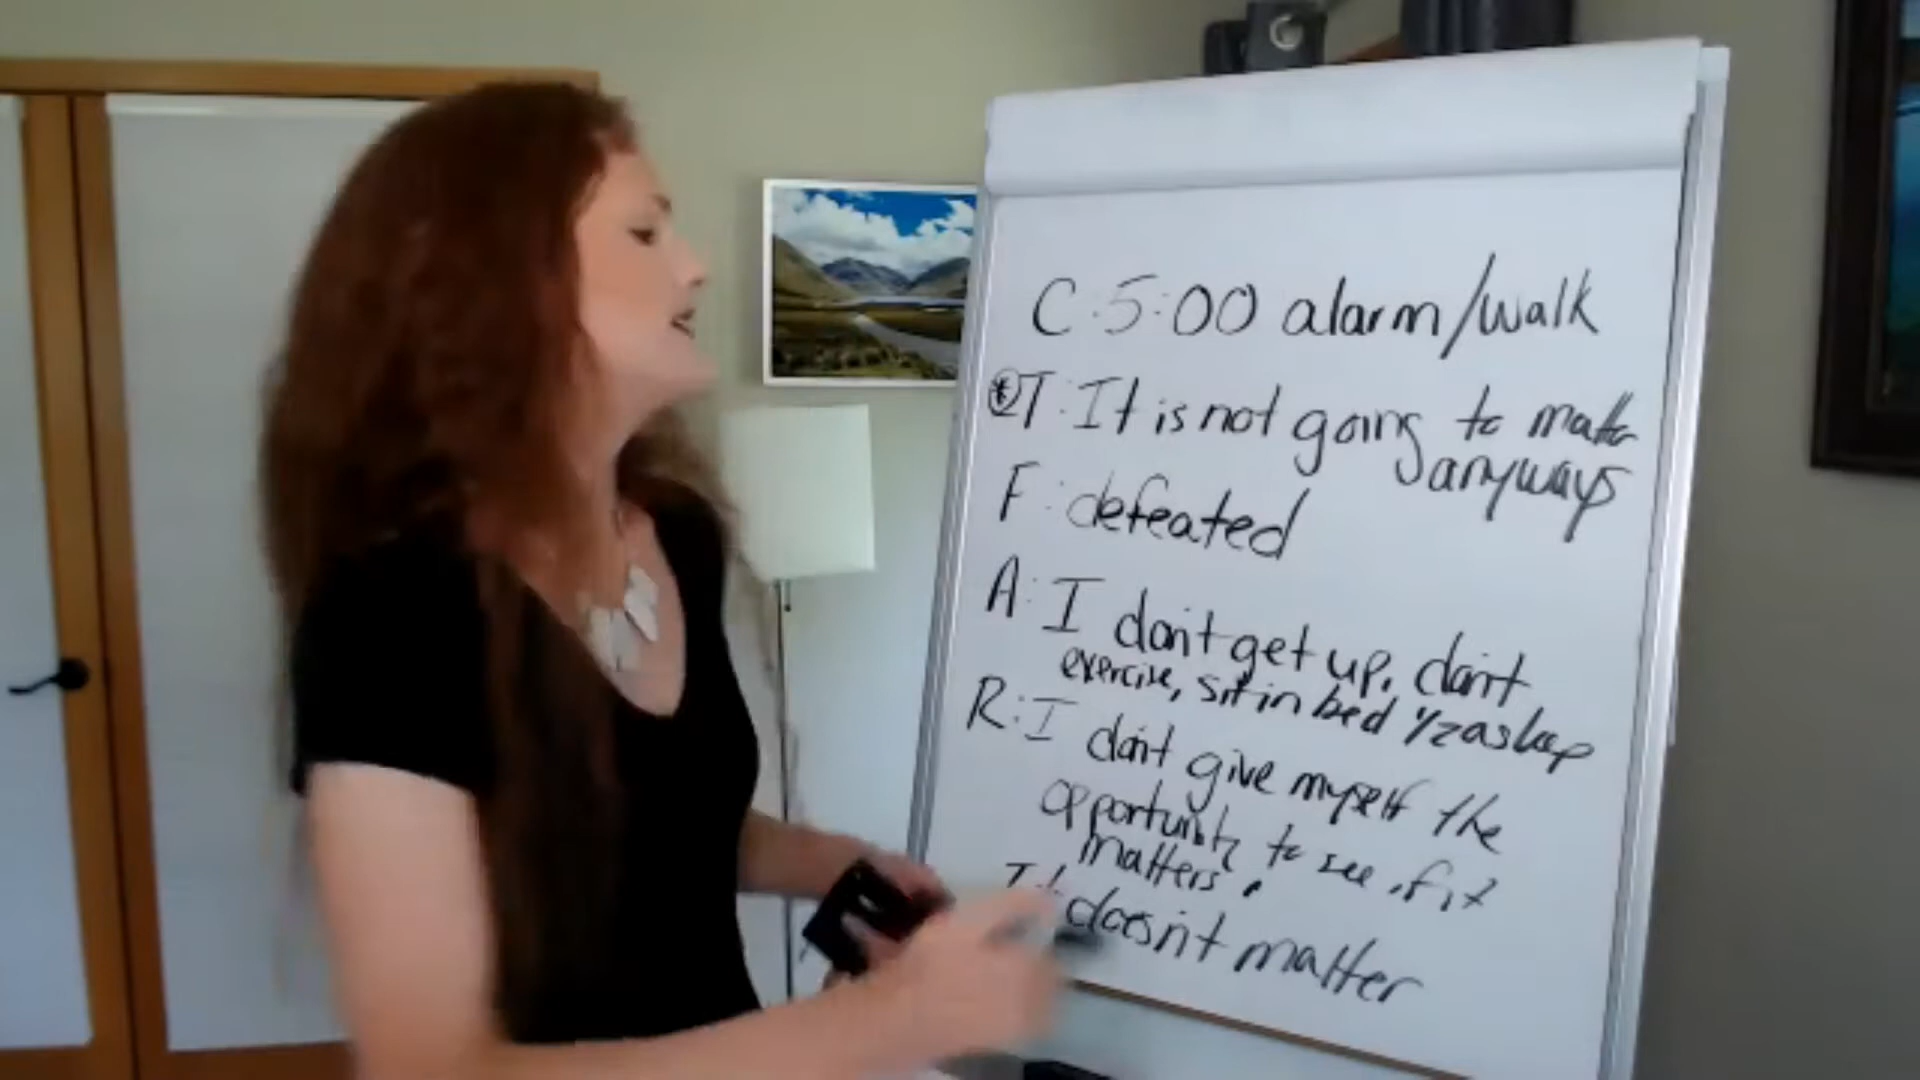 C: 5:00 alarm/walk
* T: It is not going to matter
anyways
F: defeated
A: I don't get up, don't
exercise, sit in bed 1/2 asleep
R: I don't give myself the
opportunity to see if it
matters.
It doesn't matter